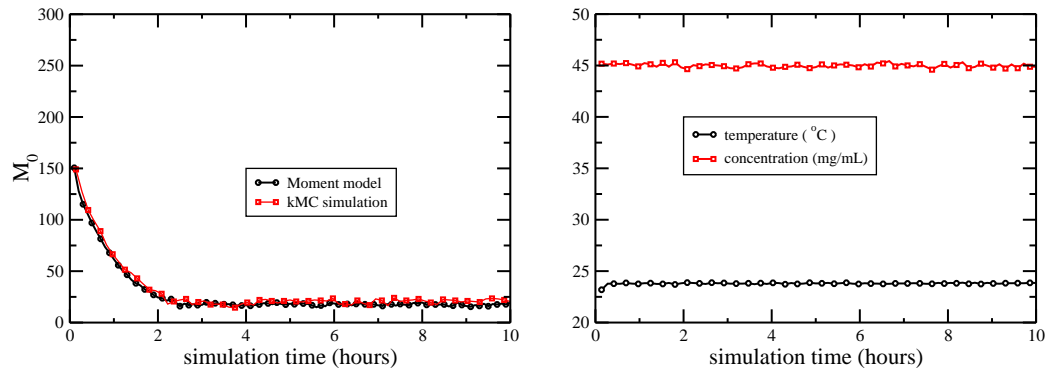 300
250
200
150
100
50
0
M_0
0 2 4 6 8 10
simulation time (hours)
Moment model
kMC simulation
50
45
40
35
30
25
20
0 2 4 6 8 10
simulation time (hours)
temperature ( °C )
concentration (mg/mL)